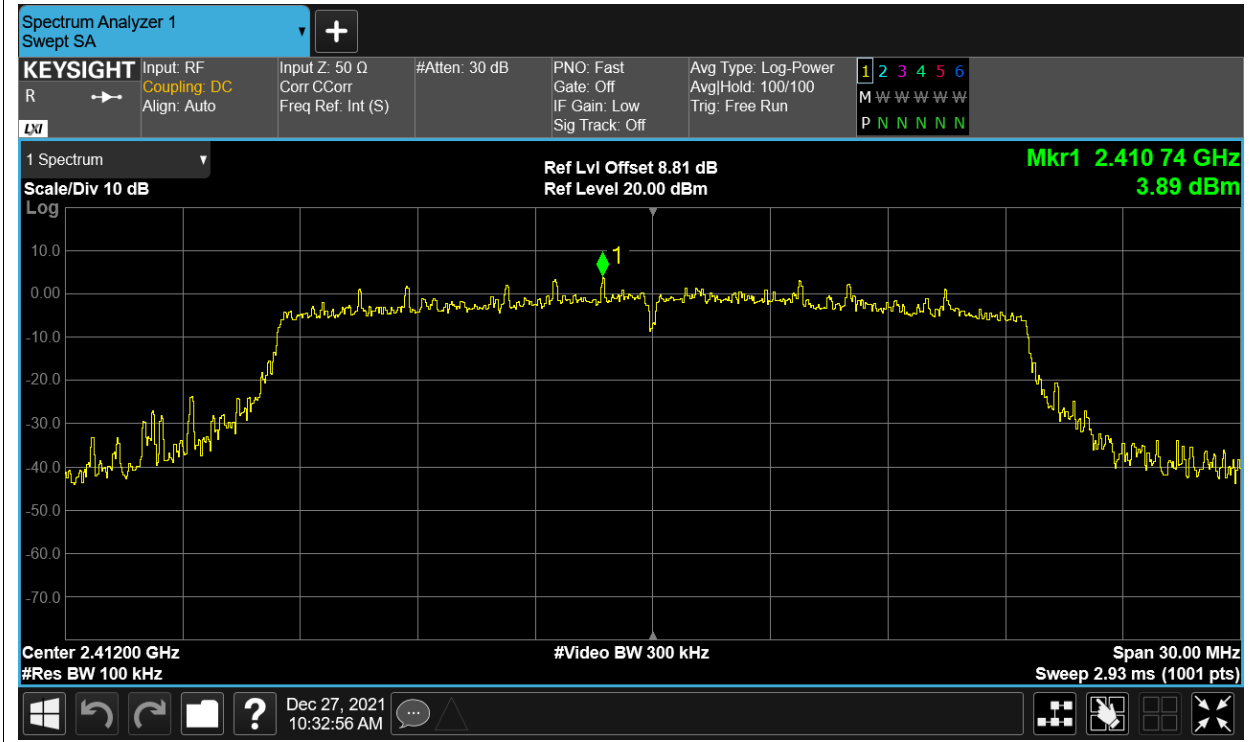 Spectrum Analyzer 1
Swept SA
KEYSIGHT
R
LXI
Input: RF
Coupling: DC
Align: Auto
Input Z: 50 Ω
Corr CCorr
Freq Ref: Int (S)
#Atten: 30 dB
PNO: Fast
Gate: Off
IF Gain: Low
Sig Track: Off
Avg Type: Log-Power
Avg|Hold: 100/100
Trig: Free Run
1 2 3 4 5 6
M W W W W W
P N N N N N
1 Spectrum
Scale/Div 10 dB
Log
Ref Lvl Offset 8.81 dB
Ref Level 20.00 dBm
Mkr1 2.410 74 GHz
3.89 dBm
1
10.0
0.00
-10.0
-20.0
-30.0
-40.0
-50.0
-60.0
-70.0
Center 2.41200 GHz
#Res BW 100 kHz
#Video BW 300 kHz
Span 30.00 MHz
Sweep 2.93 ms (1001 pts)
?
Dec 27, 2021
10:32:56 AM